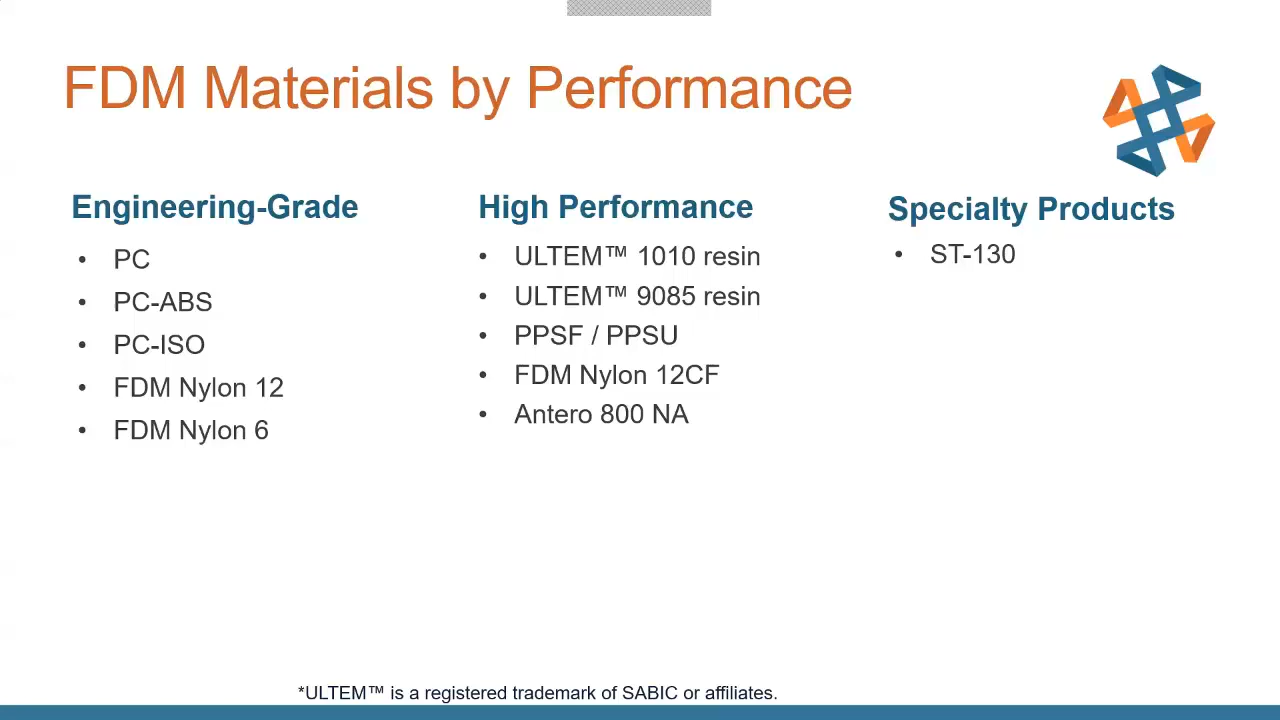 FDM Materials by Performance
Engineering-Grade
• PC
• PC-ABS
• PC-ISO
• FDM Nylon 12
• FDM Nylon 6
High Performance
• ULTEM™ 1010 resin
• ULTEM™ 9085 resin
• PPSF / PPSU
• FDM Nylon 12CF
• Antero 800 NA
Specialty Products
• ST-130
*ULTEM™ is a registered trademark of SABIC or affiliates.